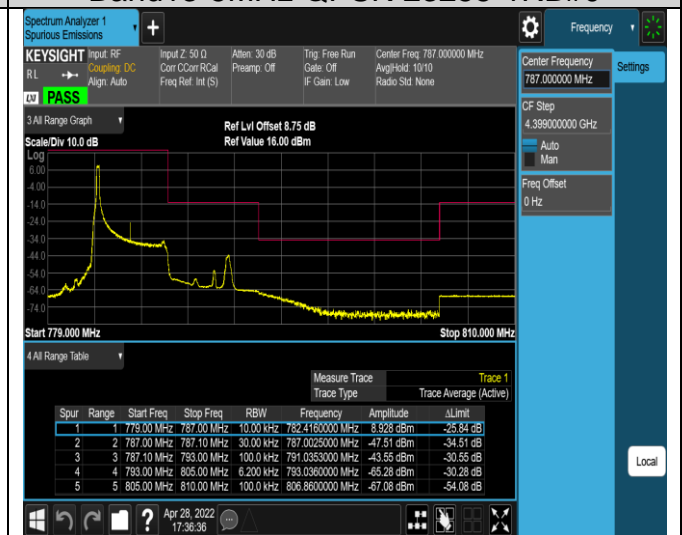 Spectrum Analyzer 1
Spurious Emissions
+
Frequency
KEYSIGHT
RL
Input: RF
Coupling: DC
Align: Auto
Input Z: 50 Ω
Corr CCorr RCal
Freq Ref: Int (S)
Atten: 30 dB
Preamp: Off
Trig: Free Run
Gate: Off
IF Gain: Low
Center Freq: 787.000000 MHz
Avg|Hold: 10/10
Radio Std: None
LXI PASS
Center Frequency
787.000000 MHz
Settings
CF Step
4.399000000 GHz
Auto
Man
Freq Offset
0 Hz
3 All Range Graph
Scale/Div 10.0 dB
Ref Lvl Offset 8.75 dB
Ref Value 16.00 dBm
Log
6.00
-4.00
-14.0
-24.0
-34.0
-44.0
-54.0
-64.0
-74.0
Start 779.000 MHz Stop 810.000 MHz
4 All Range Table
Measure Trace Trace 1
Trace Type Trace Average (Active)
Spur Range Start Freq Stop Freq RBW Frequency Amplitude ΔLimit
1 1 779.00 MHz 787.00 MHz 10.00 kHz 782.4160000 MHz 8.928 dBm -25.84 dB
2 2 787.00 MHz 787.10 MHz 30.00 kHz 787.0025000 MHz -47.51 dBm -34.51 dB
3 3 787.10 MHz 793.00 MHz 100.0 kHz 791.0353000 MHz -43.55 dBm -30.55 dB
4 4 793.00 MHz 805.00 MHz 6.200 kHz 793.0360000 MHz -65.28 dBm -30.28 dB
5 5 805.00 MHz 810.00 MHz 100.0 kHz 806.8600000 MHz -67.08 dBm -54.08 dB
Local
?
Apr 28, 2022
17:36:36